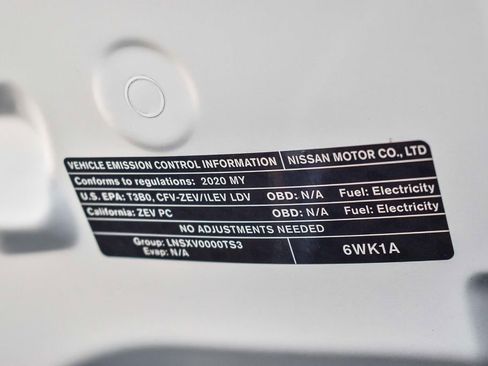 VEHICLE EMISSION CONTROL INFORMATION NISSAN MOTOR CO., LTD
Conforms to regulations: 2020 MY
U.S. EPA: T3B0, CFV-ZEV/ILEV LDV OBD: N/A Fuel: Electricity
California: ZEV PC OBD: N/A Fuel: Electricity
NO ADJUSTMENTS NEEDED
Group: LNSXV0000TS3 6WK1A
Evap: N/A